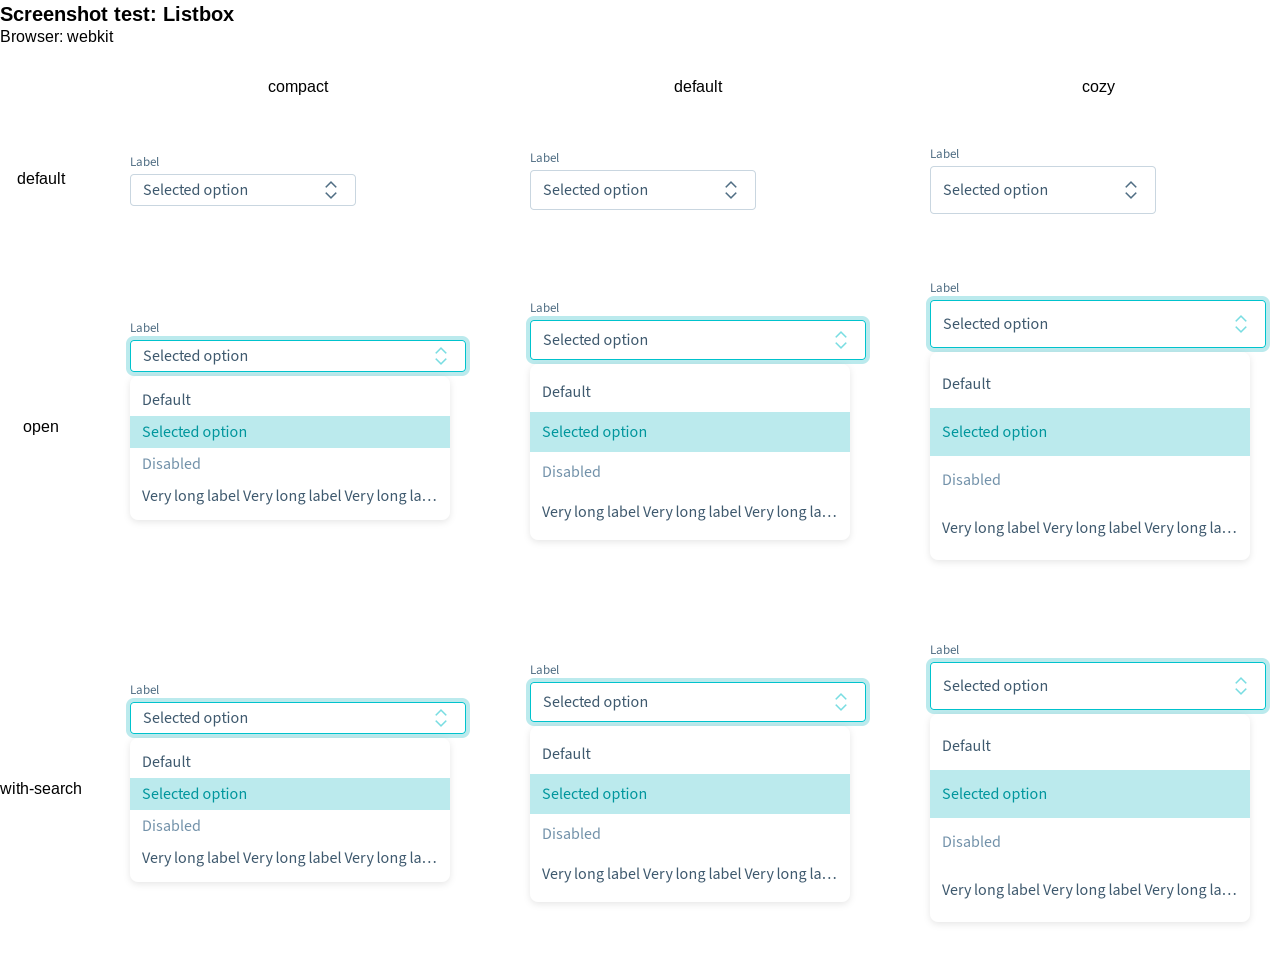 Screenshot test: Listbox
Browser: webkit
compact
default
cozy
default
Label
Selected option
Label
Selected option
Label
Selected option
open
Label
Selected option
Default
Selected option
Disabled
Very long label Very long label Very long la…
Label
Selected option
Default
Selected option
Disabled
Very long label Very long label Very long la…
Label
Selected option
Default
Selected option
Disabled
Very long label Very long label Very long la…
with-search
Label
Selected option
Default
Selected option
Disabled
Very long label Very long label Very long la…
Label
Selected option
Default
Selected option
Disabled
Very long label Very long label Very long la…
Label
Selected option
Default
Selected option
Disabled
Very long label Very long label Very long la…